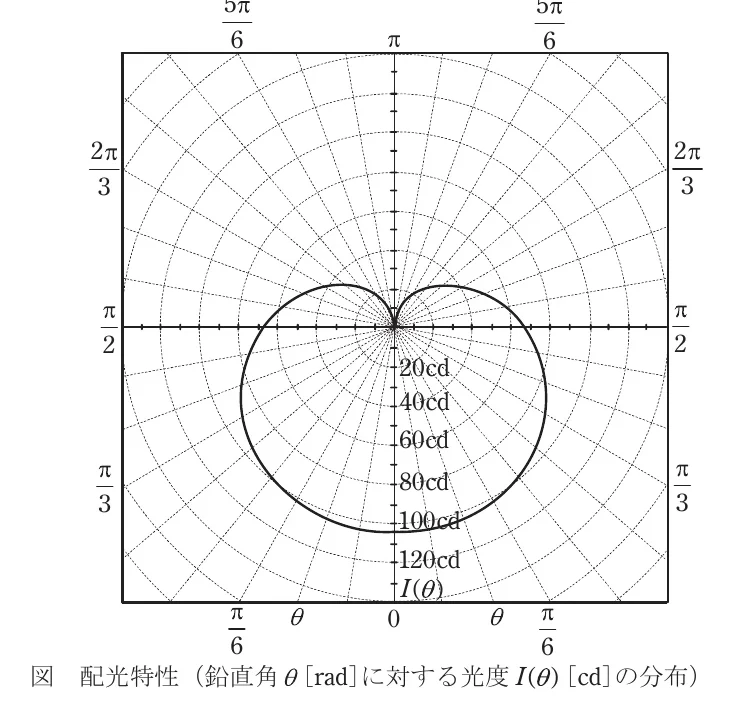 5π/6 5π/6
π
2π/3 2π/3
π/2 π/2
20cd
40cd
60cd
80cd
π/3 π/3
100cd
120cd
I(θ)
π/6 θ 0 θ π/6
図 配光特性（鉛直角 θ [rad]に対する光度 I(θ) [cd]の分布）